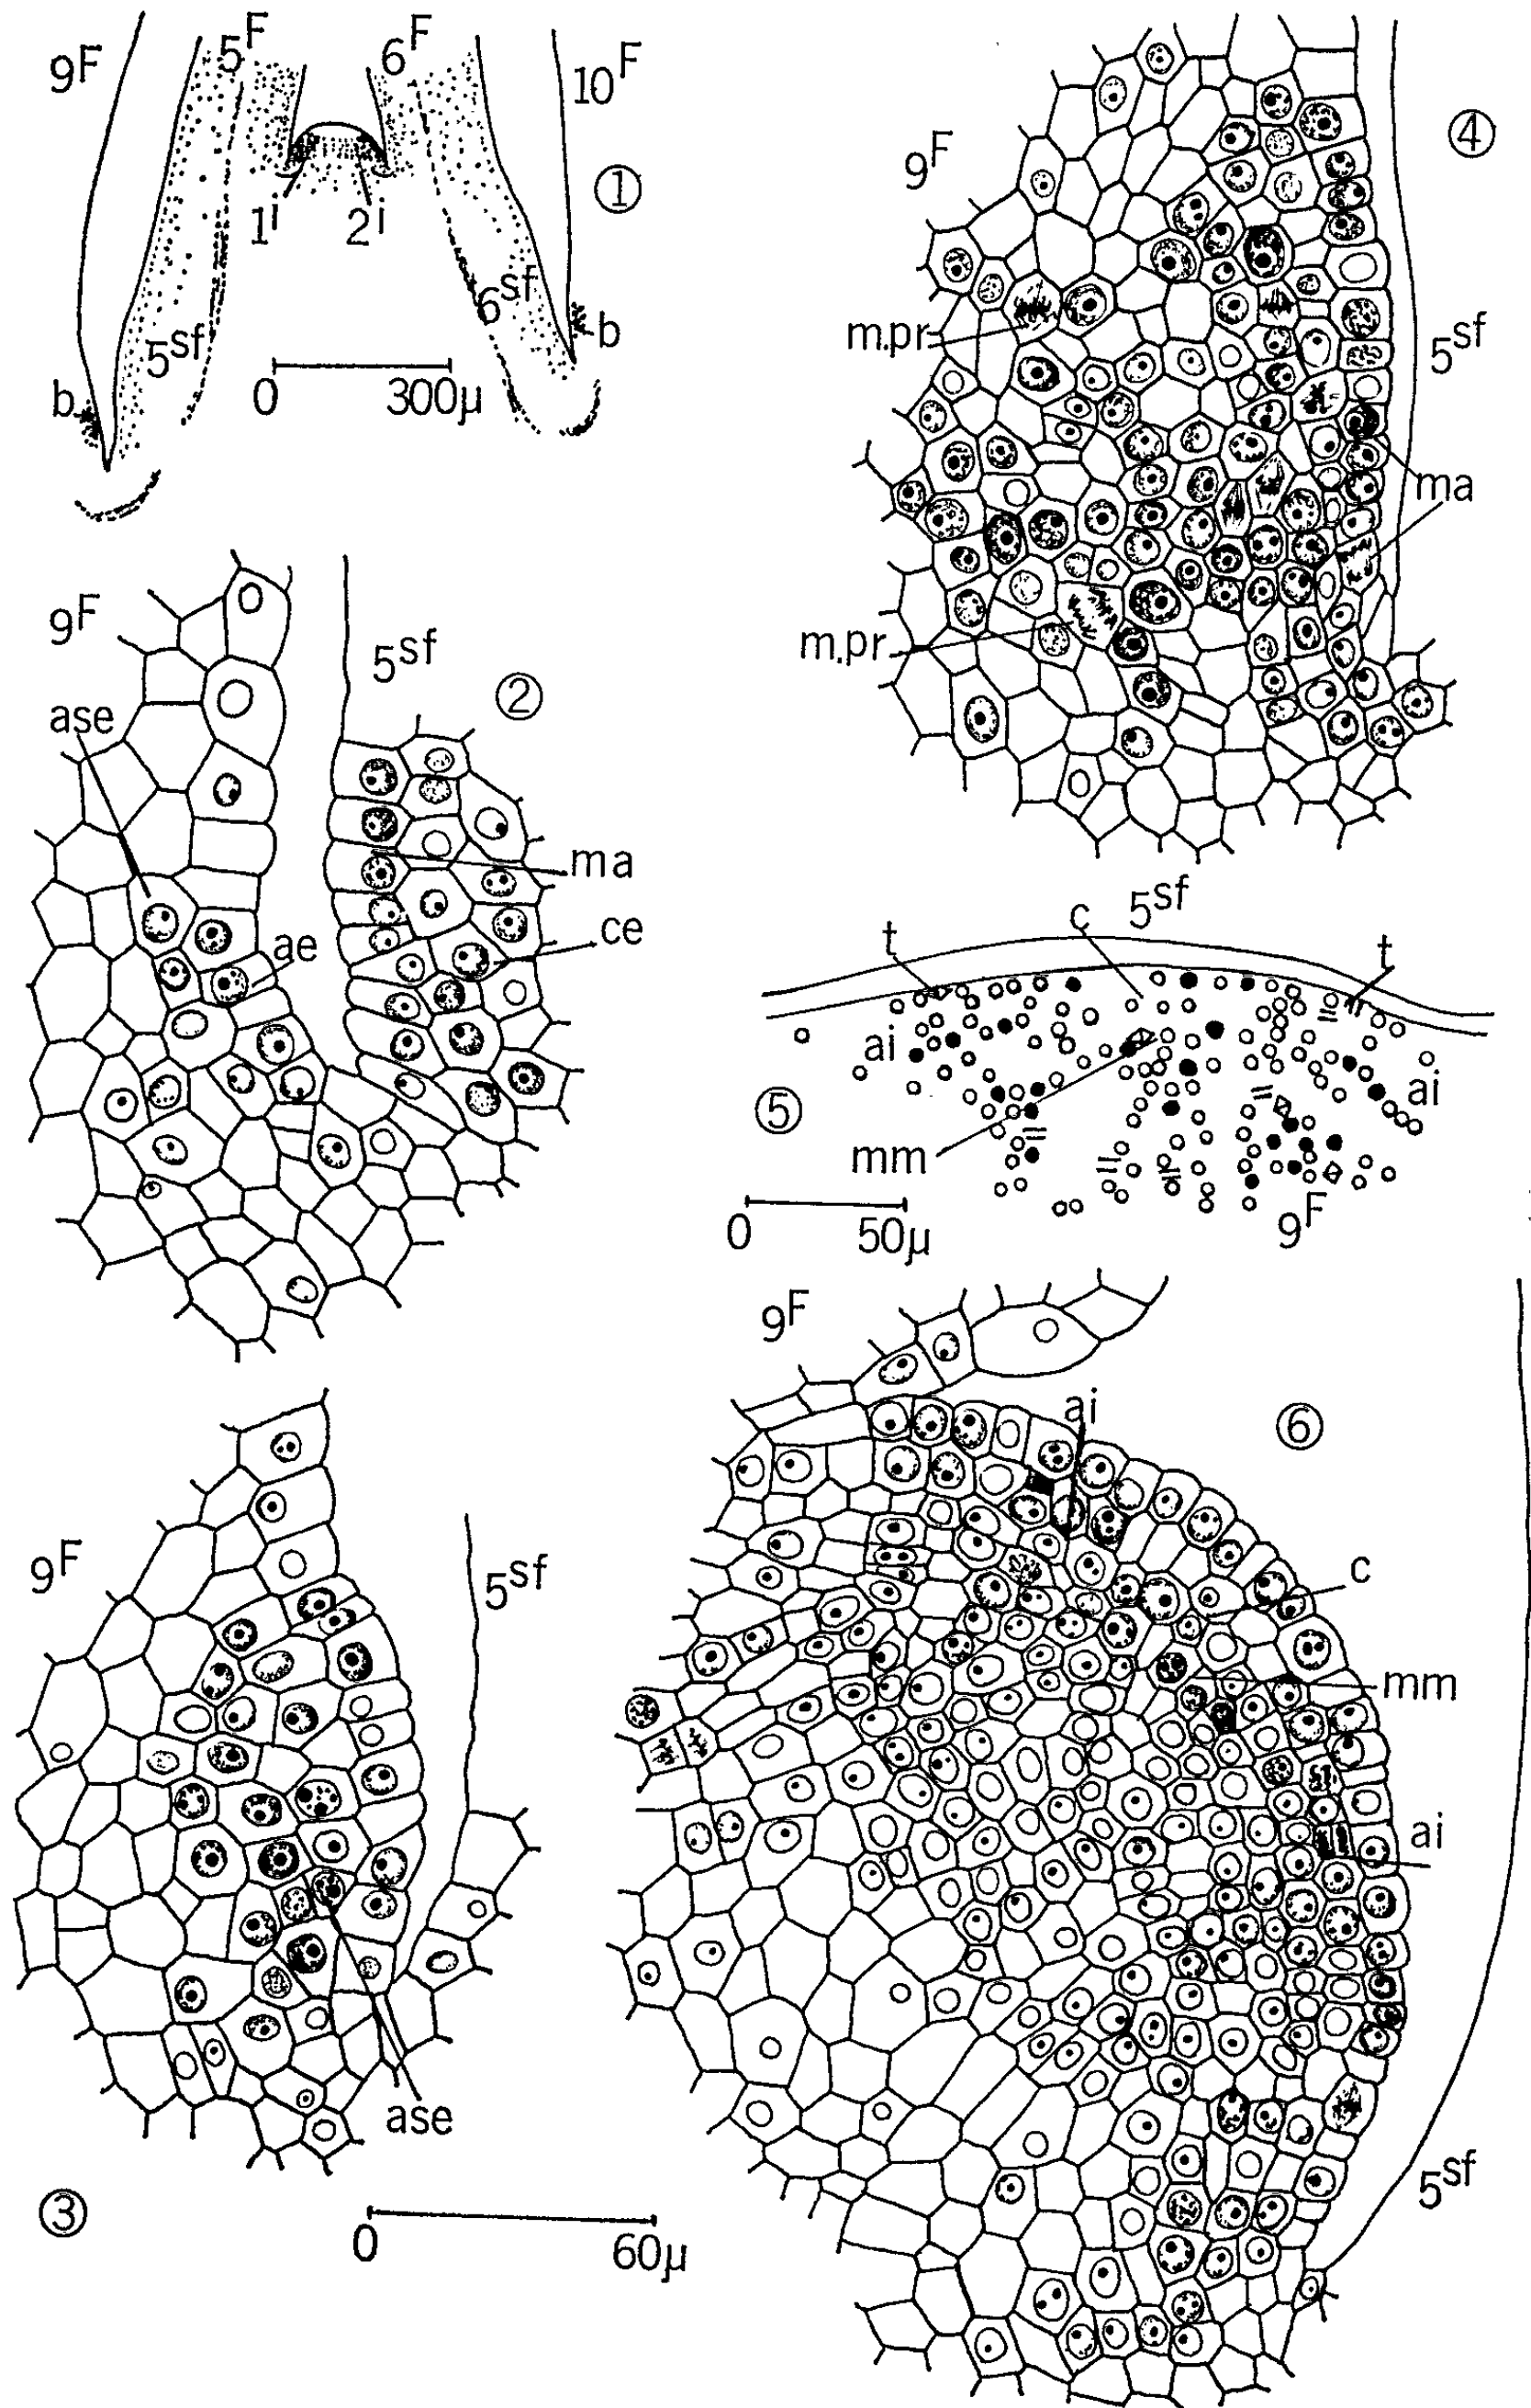 9F 5F 6F 10F
①
1i 2i
5sf 6sf
b b
0 300µ
9F
④
m.pr
5sf
ma
m.pr
9F
5sf
②
ase
ma
ae
ce
5sf
c
t t
ai ai
⑤
mm
9F
0 50µ
9F
5sf
ase
③
0 60µ
9F
ai
⑥
c
mm
ai
5sf